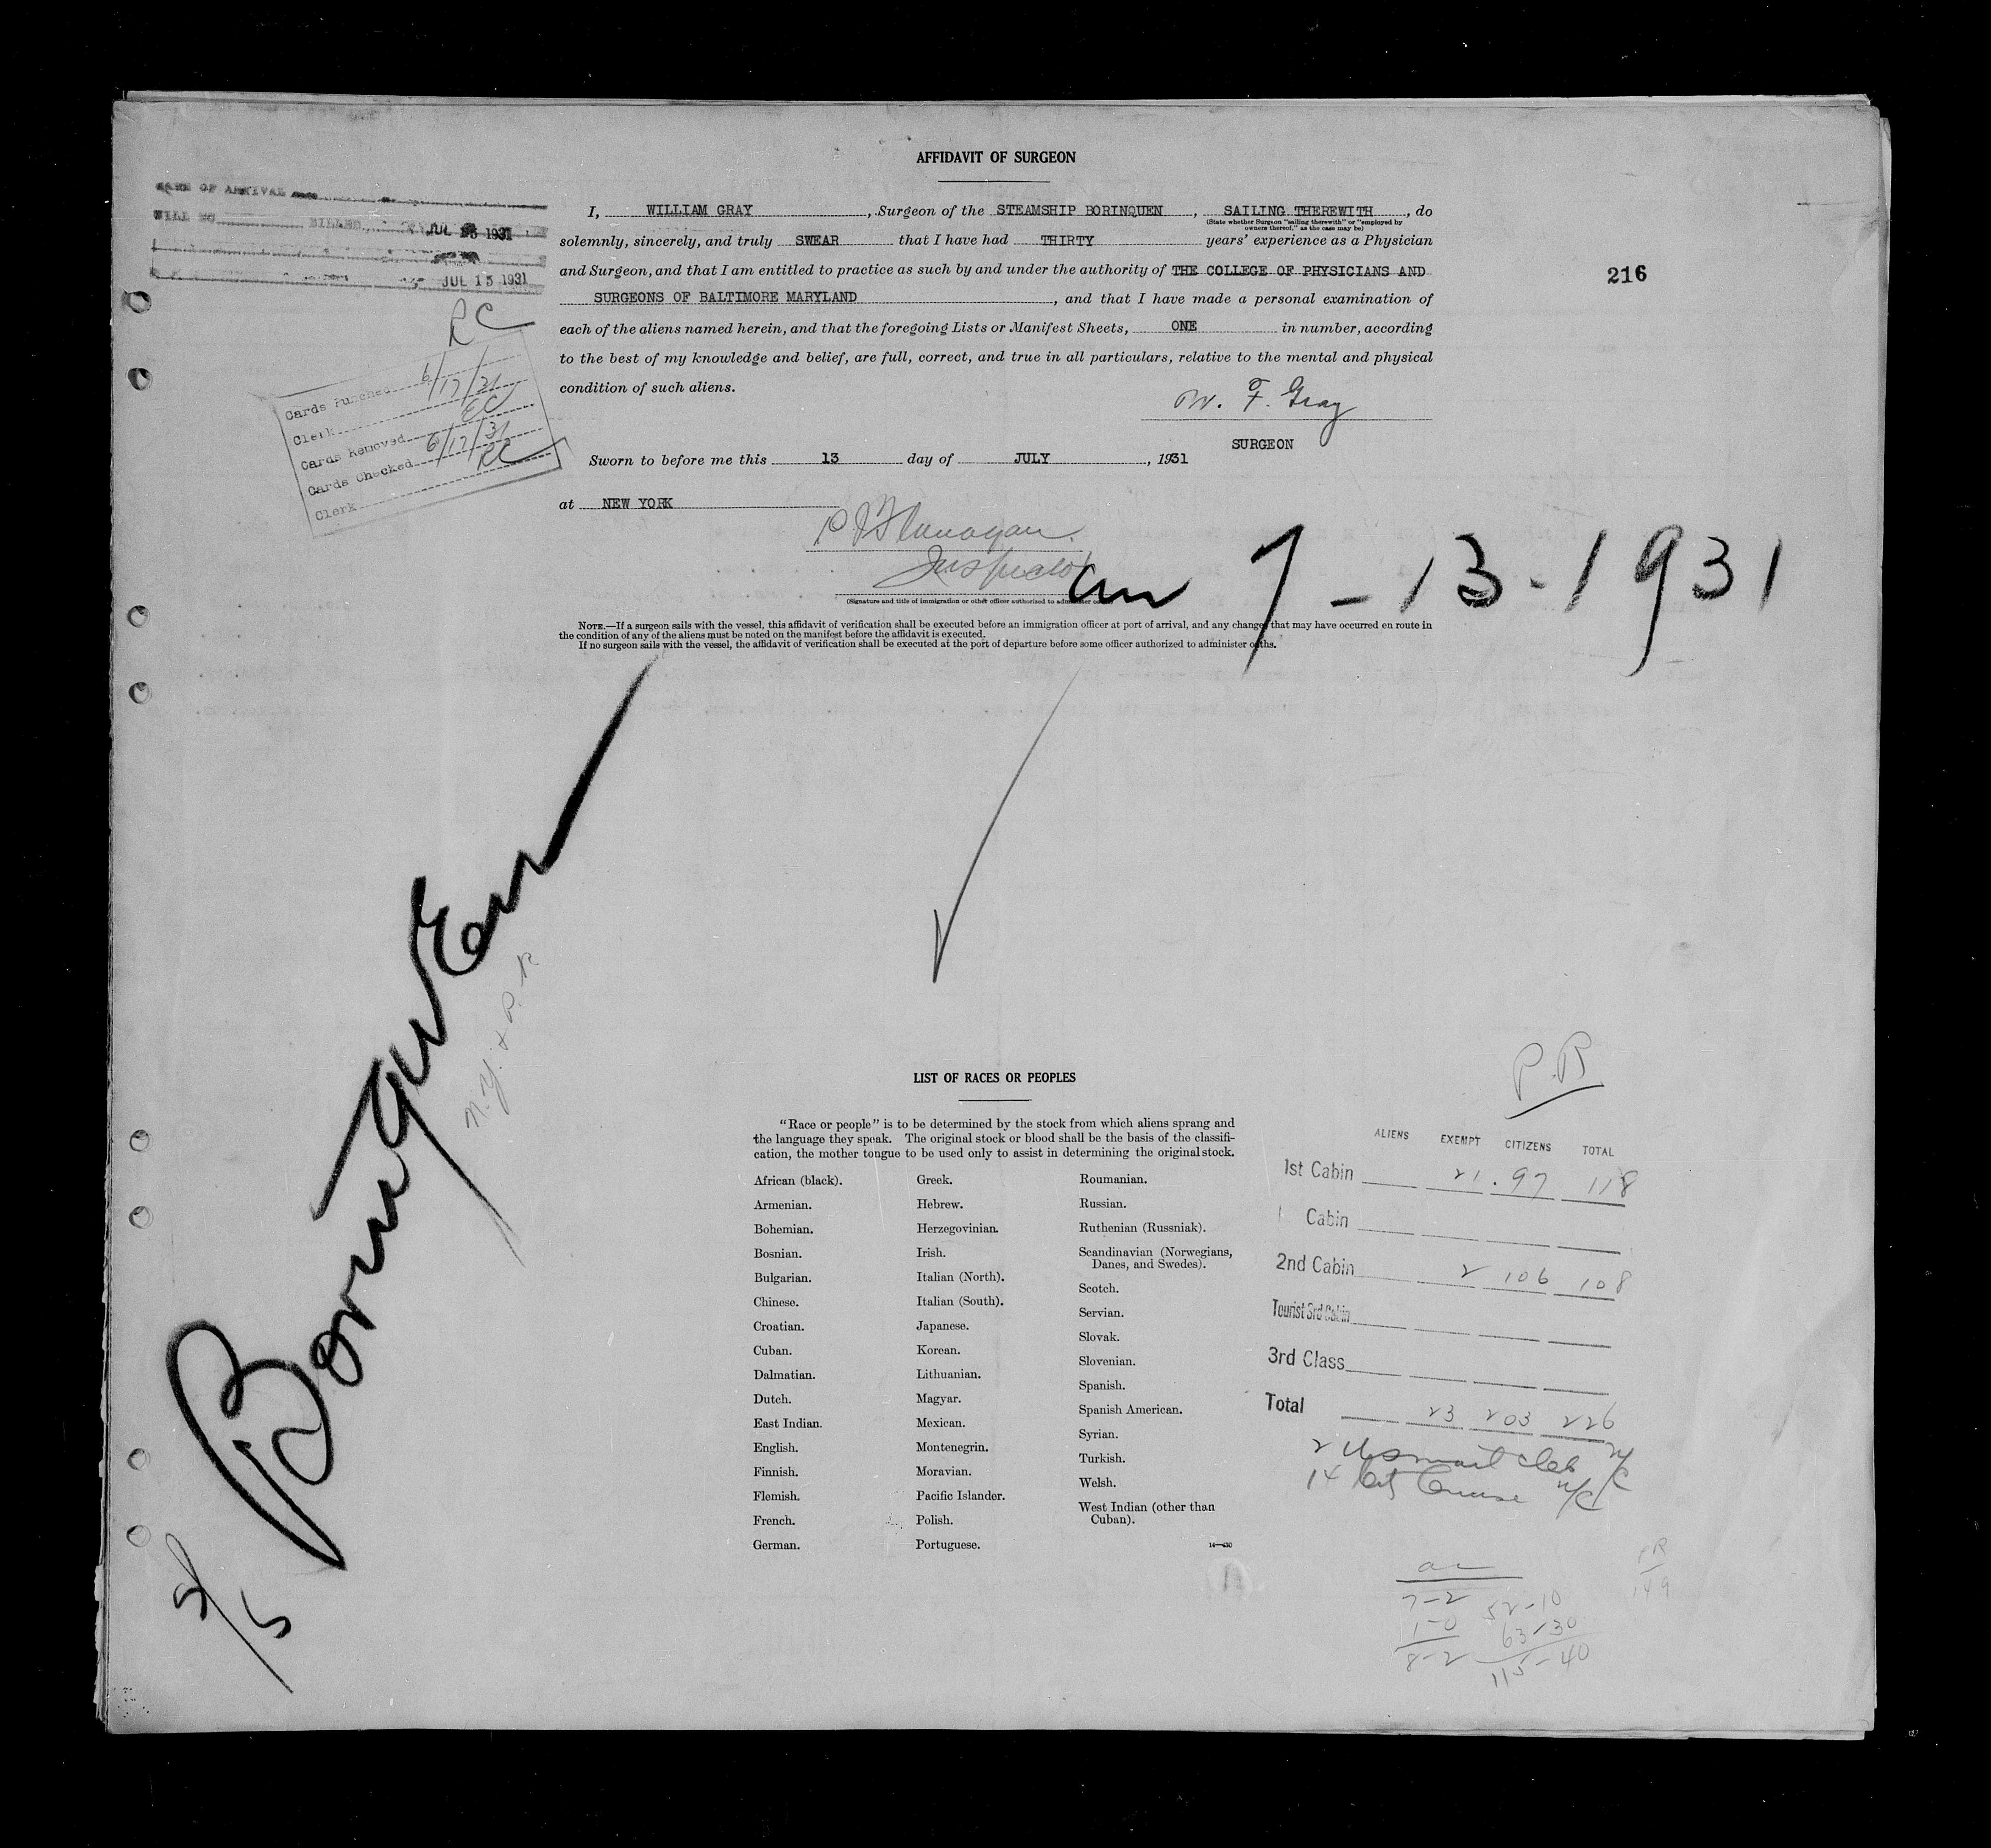 AFFIDAVIT OF SURGEON
I, WILLIAM GRAY, Surgeon of the STEAMSHIP BORINQUEN, SAILING THEREWITH, do
(State whether Surgeon "sailing therewith" or "employed by
owners thereof," as the case may be)
solemnly, sincerely, and truly SWEAR that I have had THIRTY years' experience as a Physician
and Surgeon, and that I am entitled to practice as such by and under the authority of THE COLLEGE OF PHYSICIANS AND
SURGEONS OF BALTIMORE MARYLAND, and that I have made a personal examination of
each of the aliens named herein, and that the foregoing Lists or Manifest Sheets, ONE in number, according
to the best of my knowledge and belief, are full, correct, and true in all particulars, relative to the mental and physical
condition of such aliens.
W. F. Gray
SURGEON
Sworn to before me this 13 day of JULY, 1931
at NEW YORK
Flanagan
Inspector
(Signature and title of immigration or other officer authorized to administer
NOTE.—If a surgeon sails with the vessel, this affidavit of verification shall be executed before an immigration officer at port of arrival, and any change that may have occurred en route in
the condition of any of the aliens must be noted on the manifest before the affidavit is executed.
If no surgeon sails with the vessel, the affidavit of verification shall be executed at the port of departure before some officer authorized to administer oaths.
216
NAME OF ARRIVAL
BILLED JUL 1931
JUL 15 1931
RC
Cards Punched 6/17/31
Clerk EC
Cards Removed 6/17/31
Cards Checked RC
Clerk
7-13-1931
BorinquEn
N.Y. & P.R
5/5
LIST OF RACES OR PEOPLES
"Race or people" is to be determined by the stock from which aliens sprang and
the language they speak. The original stock or blood shall be the basis of the classifi-
cation, the mother tongue to be used only to assist in determining the original stock.
African (black).
Armenian.
Bohemian.
Bosnian.
Bulgarian.
Chinese.
Croatian.
Cuban.
Dalmatian.
Dutch.
East Indian.
English.
Finnish.
Flemish.
French.
German.
Greek.
Hebrew.
Herzegovinian.
Irish.
Italian (North).
Italian (South).
Japanese.
Korean.
Lithuanian.
Magyar.
Mexican.
Montenegrin.
Moravian.
Pacific Islander.
Polish.
Portuguese.
Roumanian.
Russian.
Ruthenian (Russniak).
Scandinavian (Norwegians,
Danes, and Swedes).
Scotch.
Servian.
Slovak.
Slovenian.
Spanish.
Spanish American.
Syrian.
Turkish.
Welsh.
West Indian (other than
Cuban).
14—430
P.R
ALIENS EXEMPT CITIZENS TOTAL
1st Cabin 21 97 118
Cabin
2nd Cabin 2 106 108
Tourist 3rd Cabin
3rd Class
Total 23 203 226
2
14 Cruise
7-2 52-10
1-0 63-30
8-2 115-40
PR
149